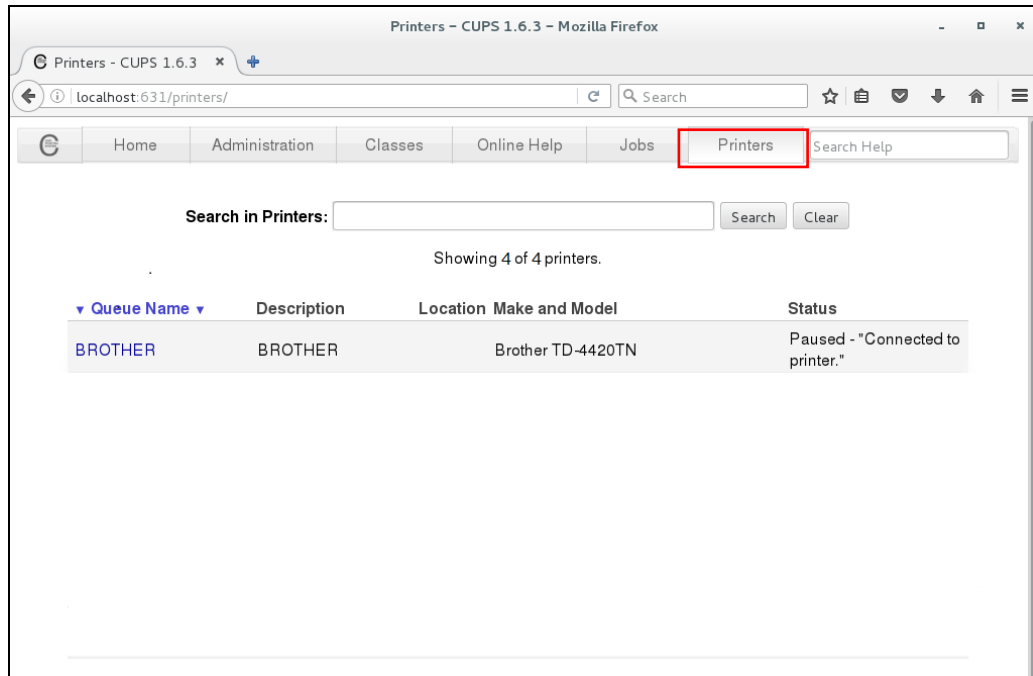 Printers - CUPS 1.6.3 - Mozilla Firefox
Printers - CUPS 1.6.3
localhost:631/printers/
Search
Home Administration Classes Online Help Jobs Printers Search Help
Search in Printers: Search Clear
Showing 4 of 4 printers.
▼ Queue Name ▼ Description Location Make and Model Status
BROTHER BROTHER Brother TD-4420TN Paused - "Connected to
printer."